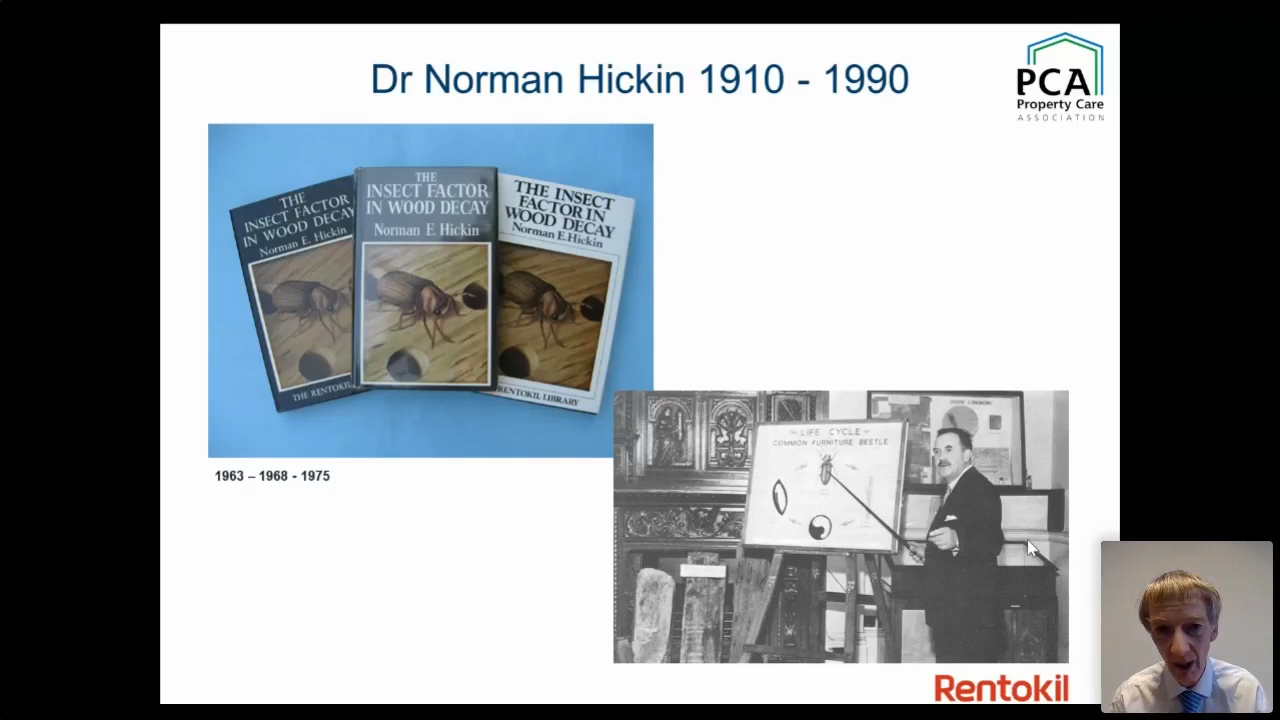 Dr Norman Hickin 1910 - 1990
PCA
Property Care
ASSOCIATION
THE
INSECT FACTOR
IN WOOD DECAY
Norman E. Hickin
THE RENTOKIL
THE
INSECT FACTOR
IN WOOD DECAY
Norman E Hickin
THE INSECT
FACTOR IN
WOOD DECAY
Norman E. Hickin
RENTOKIL LIBRARY
1963 – 1968 - 1975
LIFE CYCLE
COMMON FURNITURE BEETLE
Rentokil